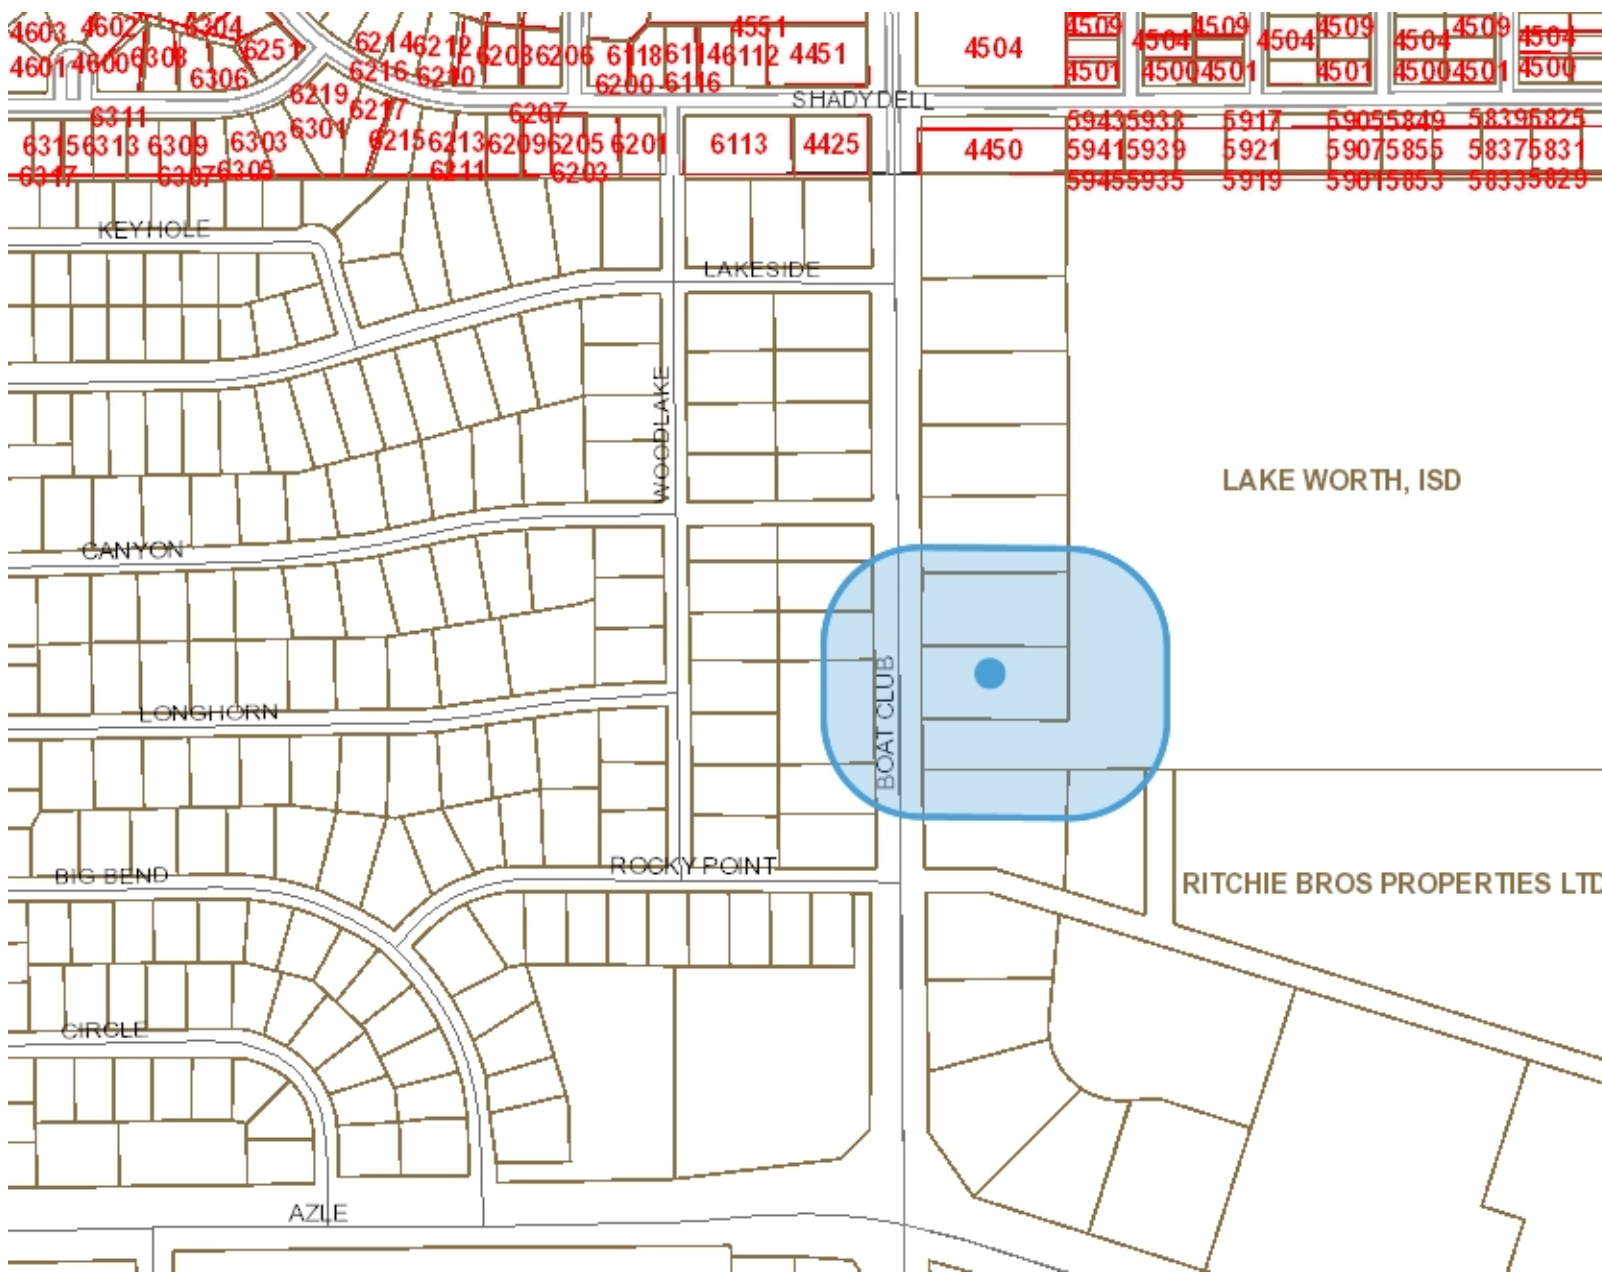 4603 4602 6304 6251 6214 6212 4551 4509 4509 4509 4509
4601 4600 6308 6306 6216 6210 6203 6206 6118 6114 6112 4451 4504 4504 4504 4504 4504
6200 6116 4501 4500 4501 4501 4500 4501 4500
6219 6217 6207 SHADYDELL
6311 6301 5943 5933 5917 5905 5849 5839 5825
6315 6313 6309 6303 6215 6213 6209 6205 6201 6113 4425 4450 5941 5939 5921 5907 5855 5837 5831
6317 6307 6305 6211 6203 5945 5935 5919 5901 5853 5833 5829
KEYHOLE
LAKESIDE
WOODLAKE
LAKE WORTH, ISD
CANYON
LONGHORN
BOAT CLUB
ROCKY POINT
BIG BEND
RITCHIE BROS PROPERTIES LTD
CIRCLE
AZLE